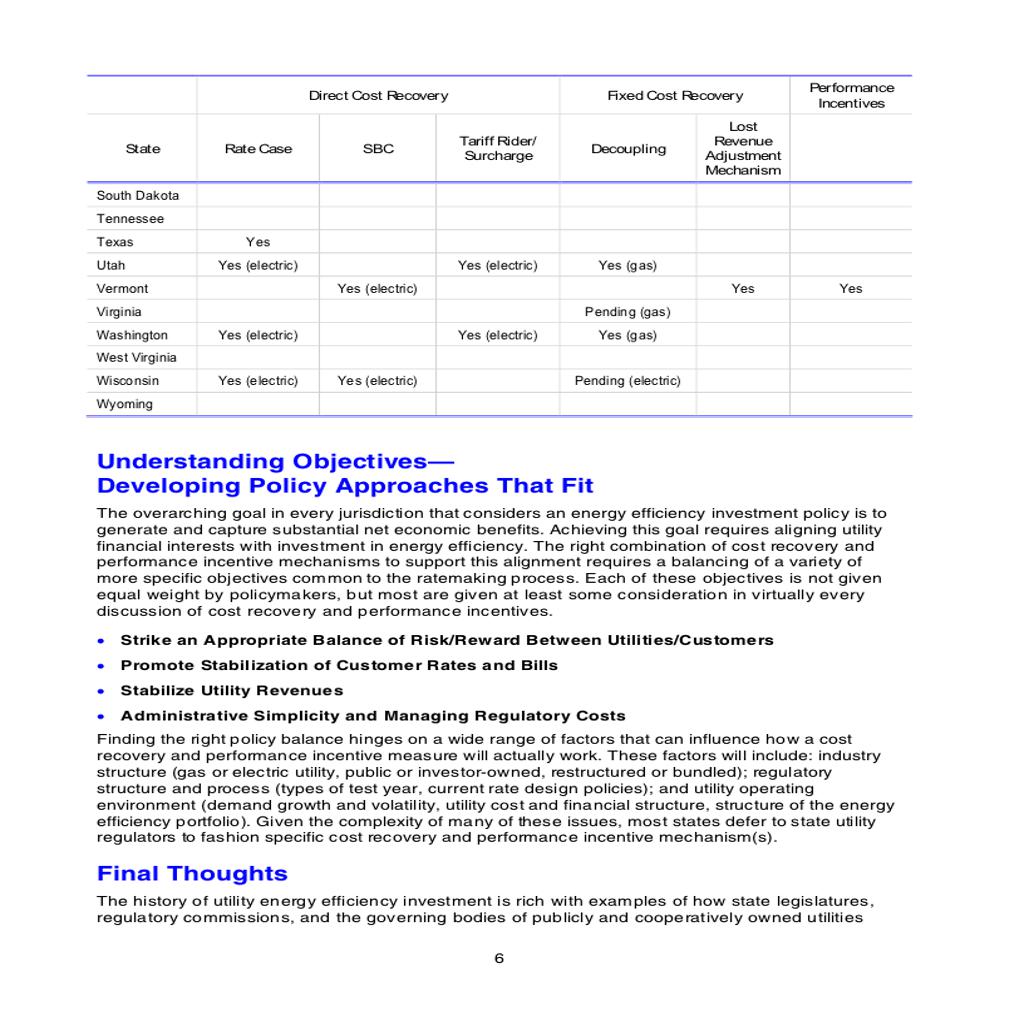 Direct Cost Recovery Fixed Cost Recovery Performance Incentives
State Rate Case SBC Tariff Rider/ Surcharge Decoupling Lost Revenue Adjustment Mechanism
South Dakota
Tennessee
Texas Yes
Utah Yes (electric) Yes (electric) Yes (gas)
Vermont Yes (electric) Yes Yes
Virginia Pending (gas)
Washington Yes (electric) Yes (electric) Yes (gas)
West Virginia
Wisconsin Yes (electric) Yes (electric) Pending (electric)
Wyoming
Understanding Objectives—
Developing Policy Approaches That Fit
The overarching goal in every jurisdiction that considers an energy efficiency investment policy is to
generate and capture substantial net economic benefits. Achieving this goal requires aligning utility
financial interests with investment in energy efficiency. The right combination of cost recovery and
performance incentive mechanisms to support this alignment requires a balancing of a variety of
more specific objectives common to the ratemaking process. Each of these objectives is not given
equal weight by policymakers, but most are given at least some consideration in virtually every
discussion of cost recovery and performance incentives.
• Strike an Appropriate Balance of Risk/Reward Between Utilities/Customers
• Promote Stabilization of Customer Rates and Bills
• Stabilize Utility Revenues
• Administrative Simplicity and Managing Regulatory Costs
Finding the right policy balance hinges on a wide range of factors that can influence how a cost
recovery and performance incentive measure will actually work. These factors will include: industry
structure (gas or electric utility, public or investor-owned, restructured or bundled); regulatory
structure and process (types of test year, current rate design policies); and utility operating
environment (demand growth and volatility, utility cost and financial structure, structure of the energy
efficiency portfolio). Given the complexity of many of these issues, most states defer to state utility
regulators to fashion specific cost recovery and performance incentive mechanism(s).
Final Thoughts
The history of utility energy efficiency investment is rich with examples of how state legislatures,
regulatory commissions, and the governing bodies of publicly and cooperatively owned utilities
6